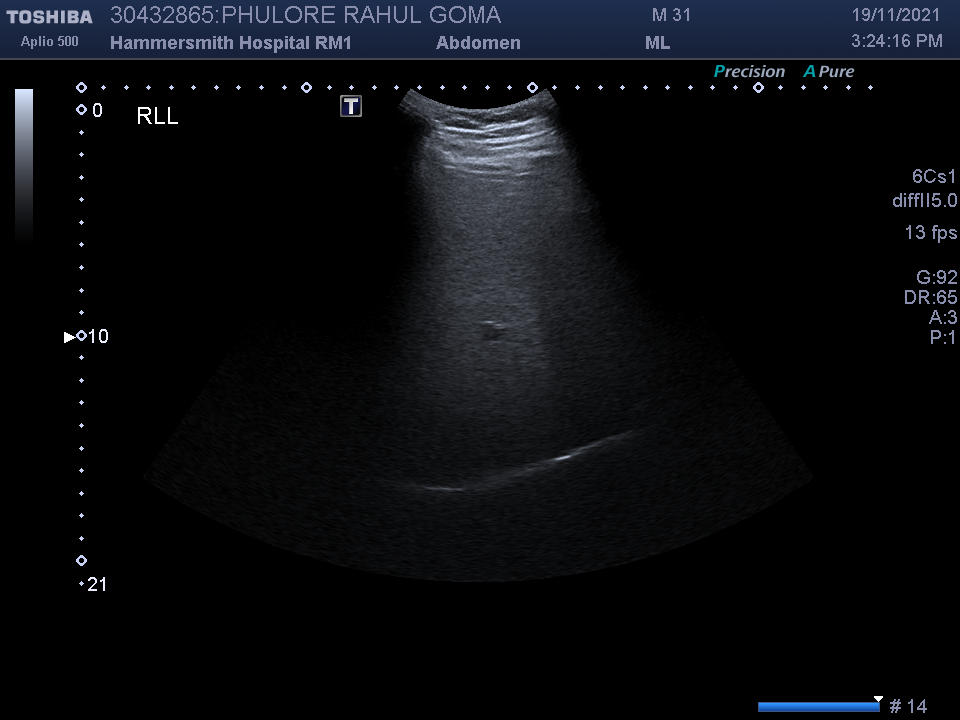 TOSHIBA 30432865:PHULORE RAHUL GOMA M 31 19/11/2021
Aplio 500 Hammersmith Hospital RM1 Abdomen ML 3:24:16 PM
Precision A Pure
0 RLL T
6Cs1
diffII5.0
13 fps
G:92
DR:65
A:3
10 P:1
21
# 14